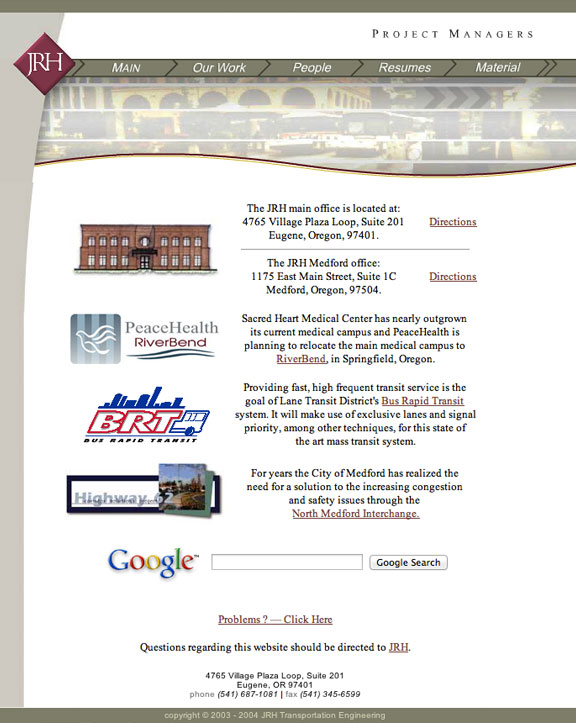 PROJECT MANAGERS
JRH
MAIN
Our Work
People
Resumes
Material
The JRH main office is located at:
4765 Village Plaza Loop, Suite 201
Eugene, Oregon, 97401.
Directions
The JRH Medford office:
1175 East Main Street, Suite 1C
Medford, Oregon, 97504.
Directions
PeaceHealth
RiverBend
Sacred Heart Medical Center has nearly outgrown
its current medical campus and PeaceHealth is
planning to relocate the main medical campus to
RiverBend, in Springfield, Oregon.
BRT
BUS RAPID TRANSIT
Providing fast, high frequent transit service is the
goal of Lane Transit District's Bus Rapid Transit
system. It will make use of exclusive lanes and signal
priority, among other techniques, for this state of
the art mass transit system.
Highway 62
For years the City of Medford has realized the
need for a solution to the increasing congestion
and safety issues through the
North Medford Interchange.
Google™
Google Search
Problems ? — Click Here
Questions regarding this website should be directed to JRH.
4765 Village Plaza Loop, Suite 201
Eugene, OR 97401
phone (541) 687-1081 | fax (541) 345-6599
copyright © 2003 - 2004 JRH Transportation Engineering